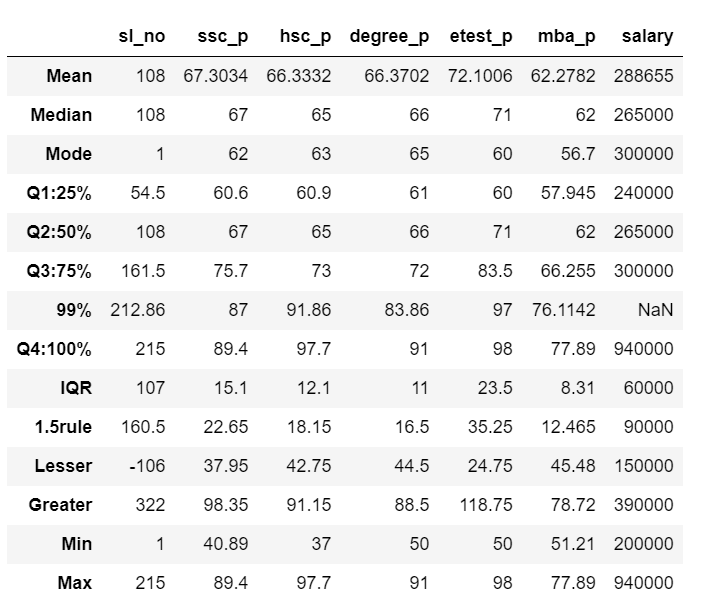 sl_no ssc_p hsc_p degree_p etest_p mba_p salary
Mean 108 67.3034 66.3332 66.3702 72.1006 62.2782 288655
Median 108 67 65 66 71 62 265000
Mode 1 62 63 65 60 56.7 300000
Q1:25% 54.5 60.6 60.9 61 60 57.945 240000
Q2:50% 108 67 65 66 71 62 265000
Q3:75% 161.5 75.7 73 72 83.5 66.255 300000
99% 212.86 87 91.86 83.86 97 76.1142 NaN
Q4:100% 215 89.4 97.7 91 98 77.89 940000
IQR 107 15.1 12.1 11 23.5 8.31 60000
1.5rule 160.5 22.65 18.15 16.5 35.25 12.465 90000
Lesser -106 37.95 42.75 44.5 24.75 45.48 150000
Greater 322 98.35 91.15 88.5 118.75 78.72 390000
Min 1 40.89 37 50 50 51.21 200000
Max 215 89.4 97.7 91 98 77.89 940000